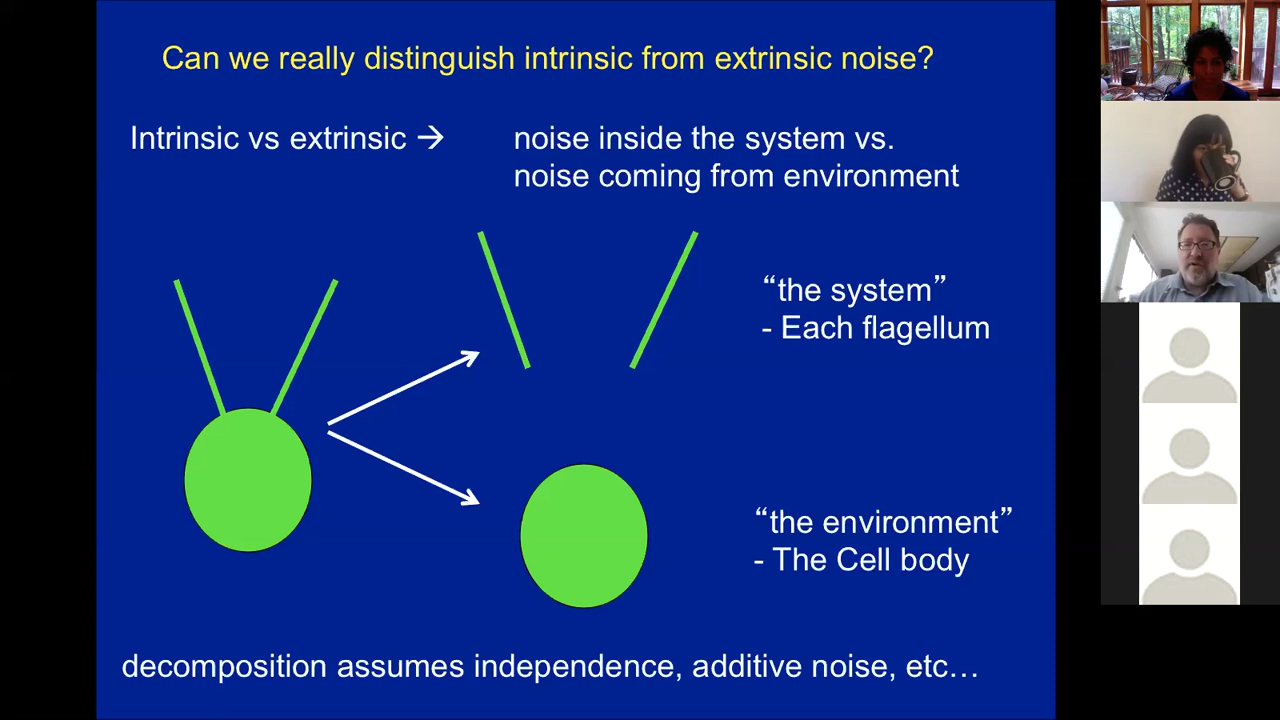 Can we really distinguish intrinsic from extrinsic noise?
Intrinsic vs extrinsic → noise inside the system vs.
noise coming from environment
“the system”
- Each flagellum
“the environment”
- The Cell body
decomposition assumes independence, additive noise, etc…